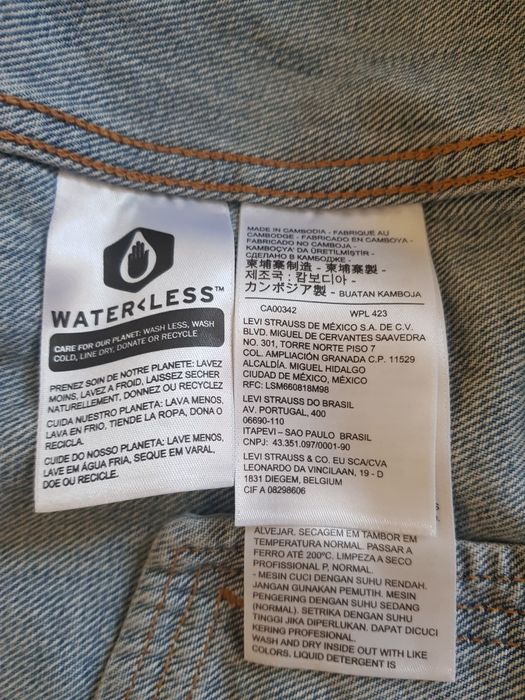 WATER<LESS™
CARE FOR OUR PLANET: WASH LESS, WASH
COLD, LINE DRY, DONATE OR RECYCLE
PRENEZ SOIN DE NOTRE PLANETE: LAVEZ
MOINS, LAVEZ A FROID, LAISSEZ SECHER
NATURELLEMENT, DONNEZ OU RECYCLEZ
CUIDA NUESTRO PLANETA: LAVA MENOS,
LAVA EN FRIO, TIENDE LA ROPA, DONA O
RECICLA.
CUIDE DO NOSSO PLANETA: LAVE MENOS,
LAVE EM ÁGUA FRIA, SEQUE EM VARAL,
DOE OU RECICLE.
MADE IN CAMBODIA - FABRIQUÉ AU
CAMBODGE - FABRICADO EN CAMBOYA -
FABRICADO NO CAMBOJA -
KAMBOÇYA' DA ÜRETİLMİŞTİR -
СДЕЛАНО В КАМБОДЖЕ -
柬埔寨制造 - 柬埔寨製 -
제조국 : 캄보디아 -
カンボジア製 - BUATAN KAMBOJA
CA00342 WPL 423
LEVI STRAUSS DE MÉXICO S.A. DE C.V.
BLVD. MIGUEL DE CERVANTES SAAVEDRA
NO. 301, TORRE NORTE PISO 7
COL. AMPLIACIÓN GRANADA C.P. 11529
ALCALDÍA. MIGUEL HIDALGO
CIUDAD DE MÉXICO, MÉXICO
RFC: LSM660818M98
LEVI STRAUSS DO BRASIL
AV. PORTUGAL, 400
06690-110
ITAPEVI – SAO PAULO BRASIL
CNPJ: 43.351.097/0001-90
LEVI STRAUSS & CO. EU SCA/CVA
LEONARDO DA VINCILAAN, 19 - D
1831 DIEGEM, BELGIUM
CIF A 08298606
ALVEJAR. SECAGEM EM TAMBOR EM
TEMPERATURA NORMAL. PASSAR A
FERRO ATÉ 200ºC. LIMPEZA A SECO
PROFISSIONAL P, NORMAL.
- MESIN CUCI DENGAN SUHU RENDAH.
JANGAN GUNAKAN PEMUTIH. MESIN
PENGERING DENGAN SUHU SEDANG
(NORMAL). SETRIKA DENGAN SUHU
TINGGI JIKA DIPERLUKAN. DAPAT DICUCI
KERING PROFESIONAL.
WASH AND DRY INSIDE OUT WITH LIKE
COLORS. LIQUID DETERGENT IS